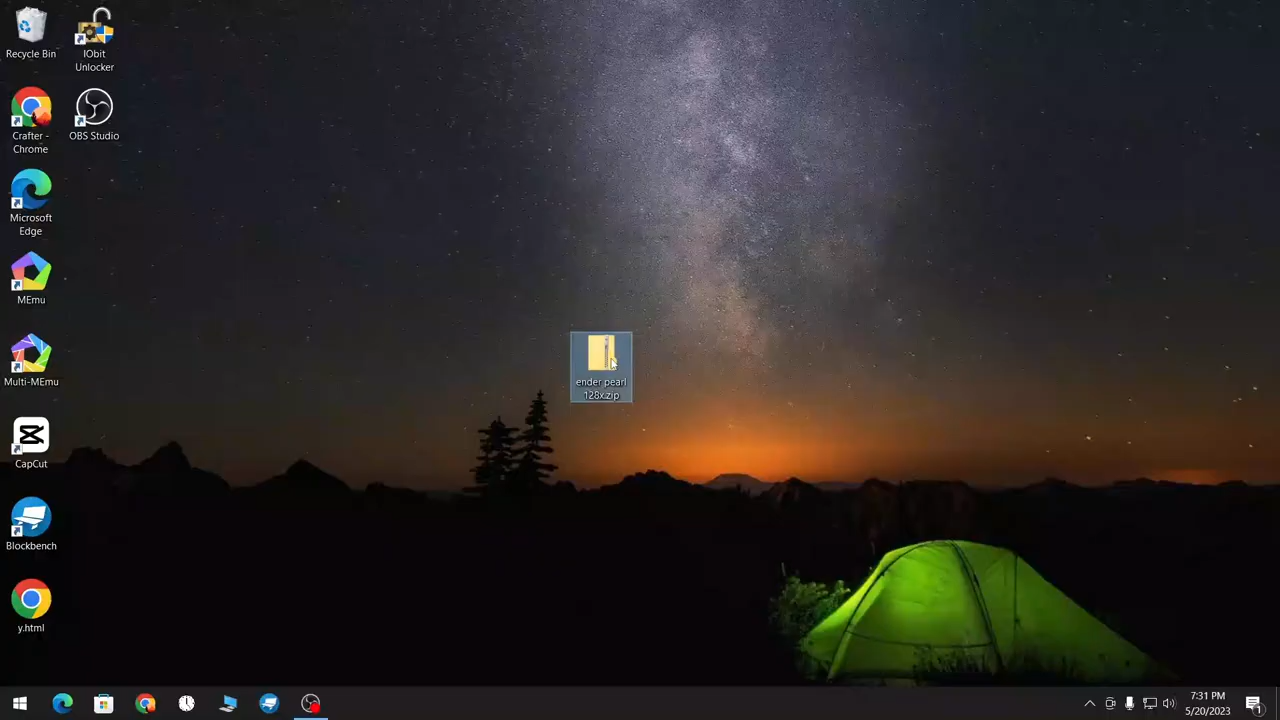 Recycle Bin
IObit
Unlocker
Crafter -
Chrome
OBS Studio
Microsoft
Edge
MEmu
Multi-MEmu
CapCut
Blockbench
y.html
ender pearl
128x.zip
7:31 PM
5/20/2023
1